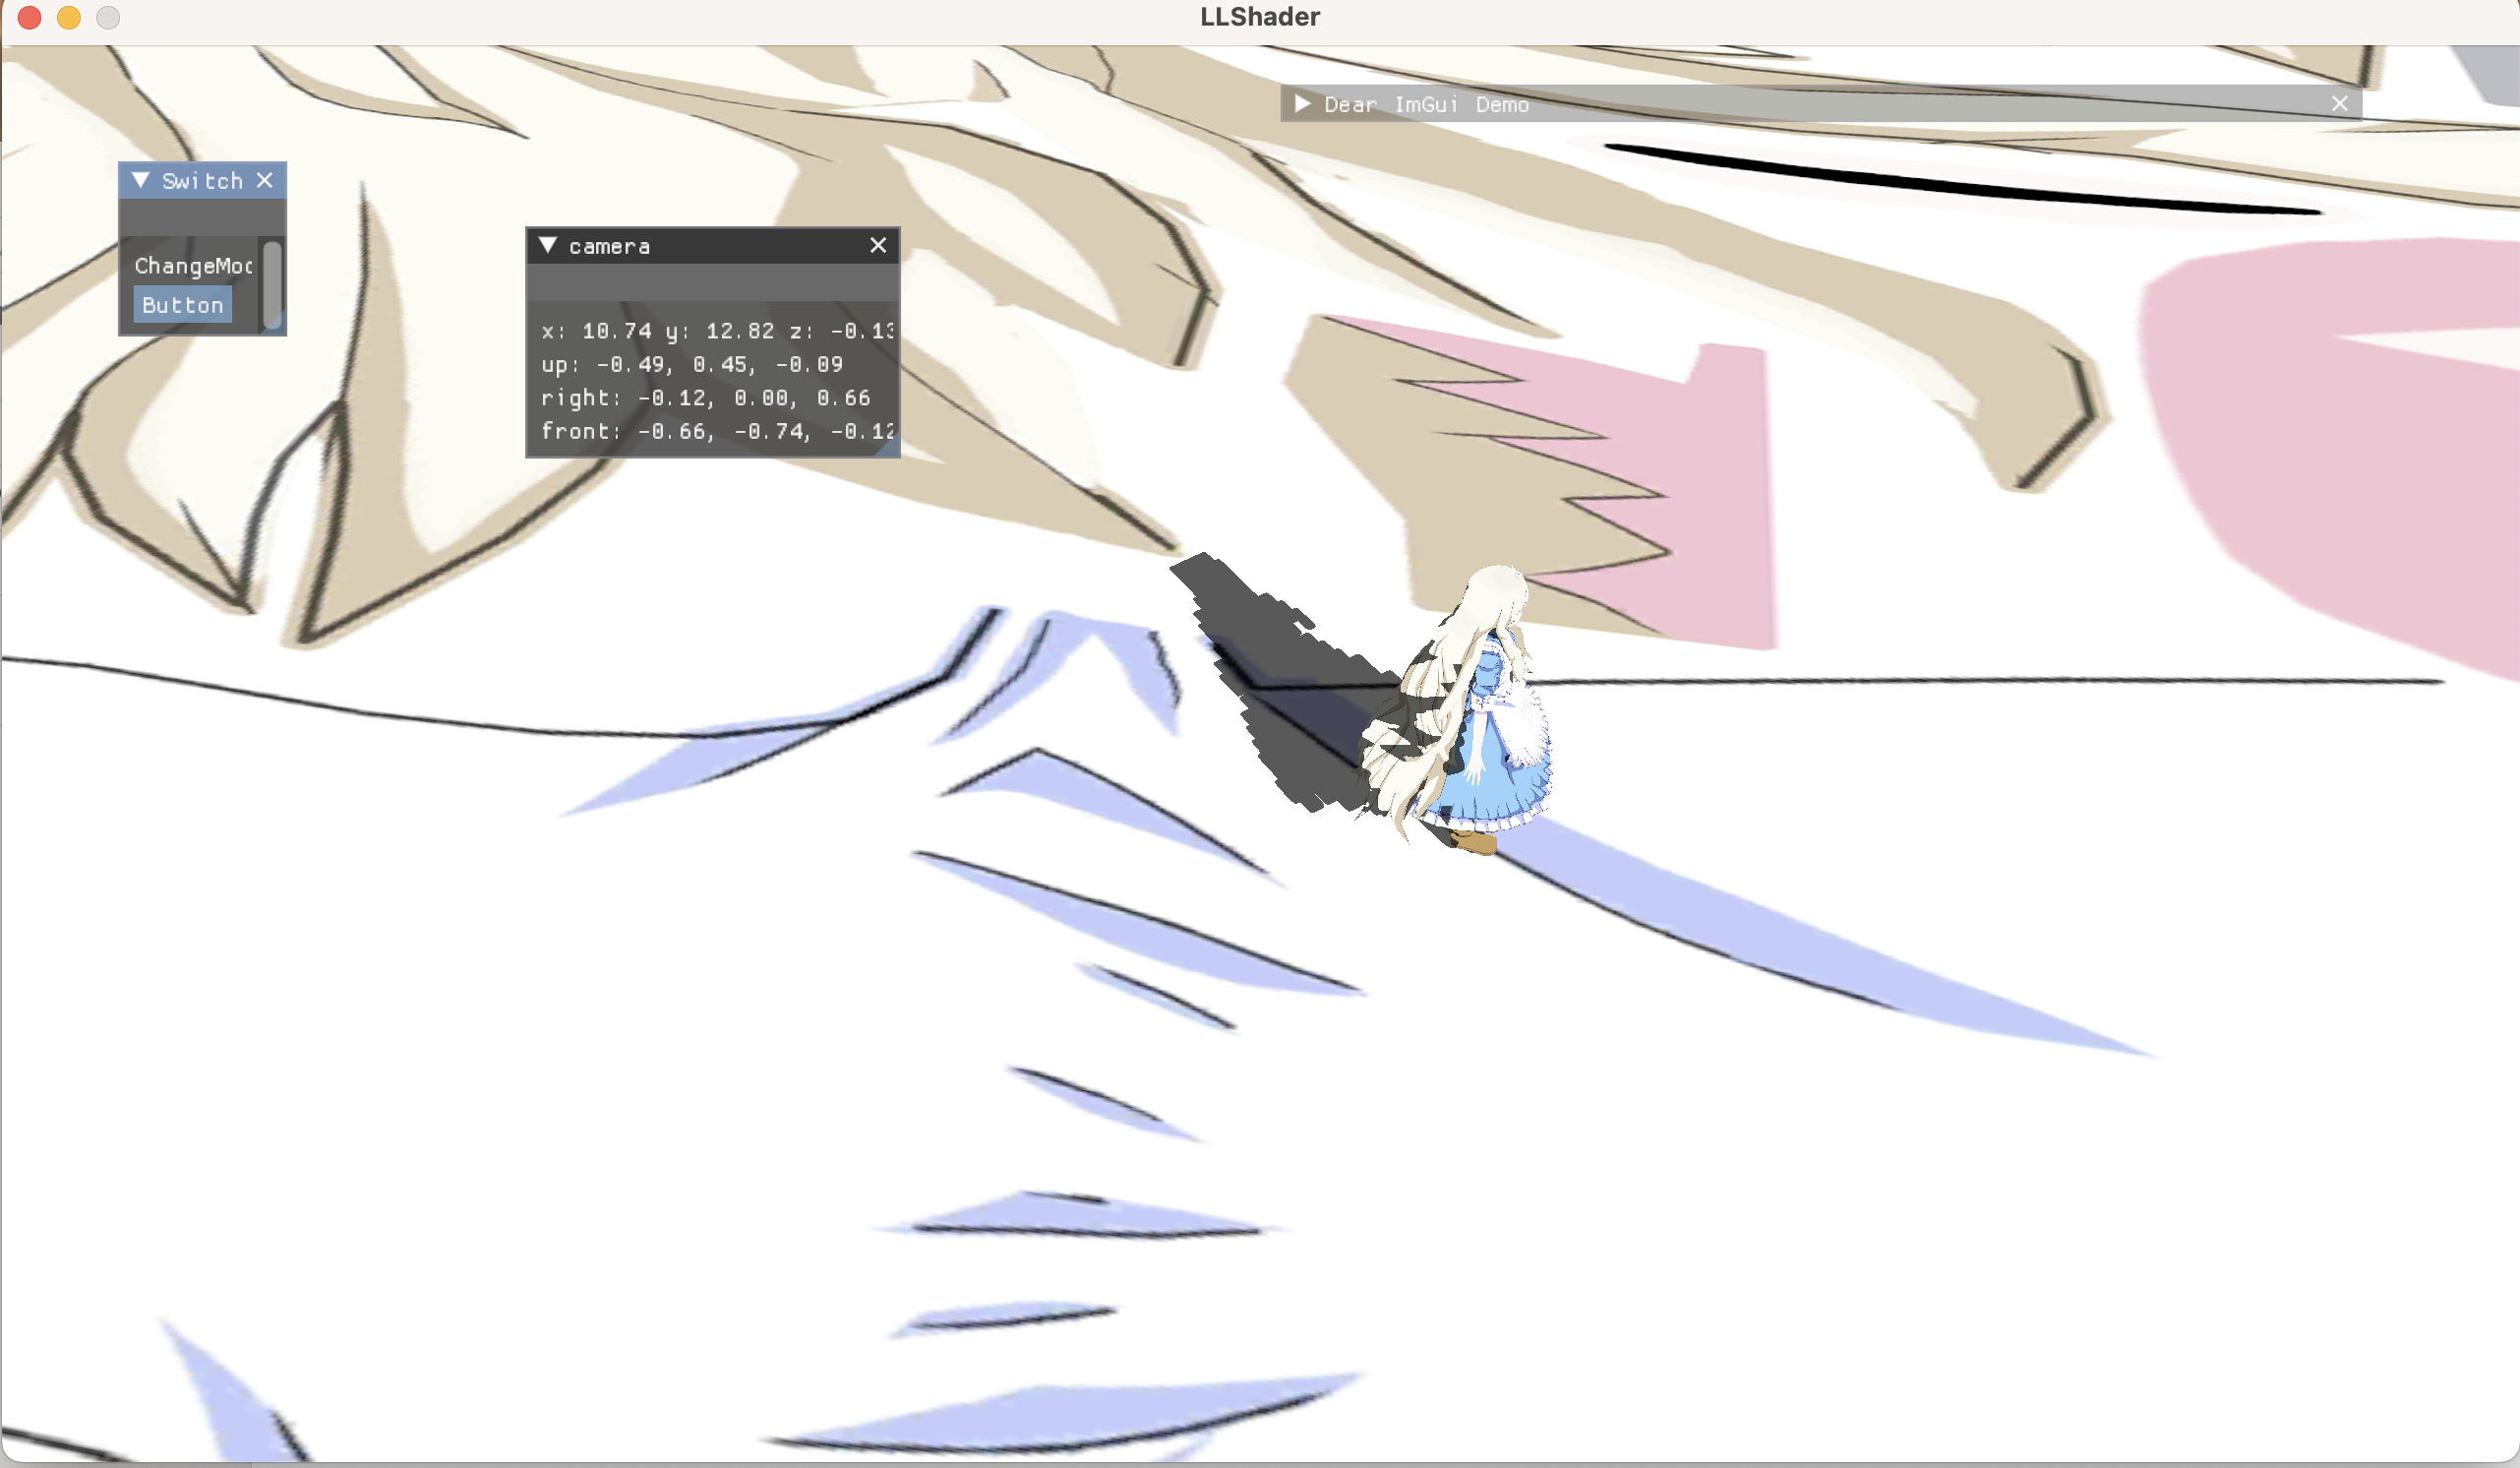 LLShader
Dear ImGui Demo
Switch
ChangeMoc
Button
camera
x: 10.74 y: 12.82 z: -0.13
up: -0.49, 0.45, -0.09
right: -0.12, 0.00, 0.66
front: -0.66, -0.74, -0.12